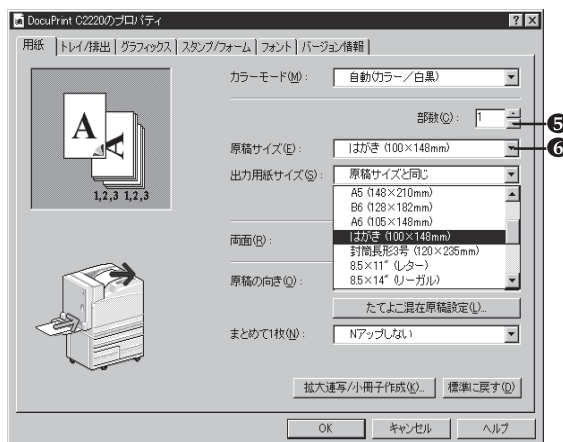 DocuPrint C2220のプロパティ
用紙 トレイ/排出 グラフィックス スタンプ/フォーム フォント バージョン情報
カラーモード(M): 自動(カラー/白黒)
部数(C): 1
❺
原稿サイズ(E): はがき (100×148mm)
❻
出力用紙サイズ(S): 原稿サイズと同じ
A5 (148×210mm)
B6 (128×182mm)
A6 (105×148mm)
はがき (100×148mm)
封筒長形3号 (120×235mm)
8.5×11" (レター)
8.5×14" (リーガル)
A
A
1,2,3 1,2,3
両面(R):
原稿の向き(O):
たてよこ混在原稿設定(L)...
まとめて1枚(N): Nアップしない
拡大連写/小冊子作成(K)... 標準に戻す(D)
OK キャンセル ヘルプ